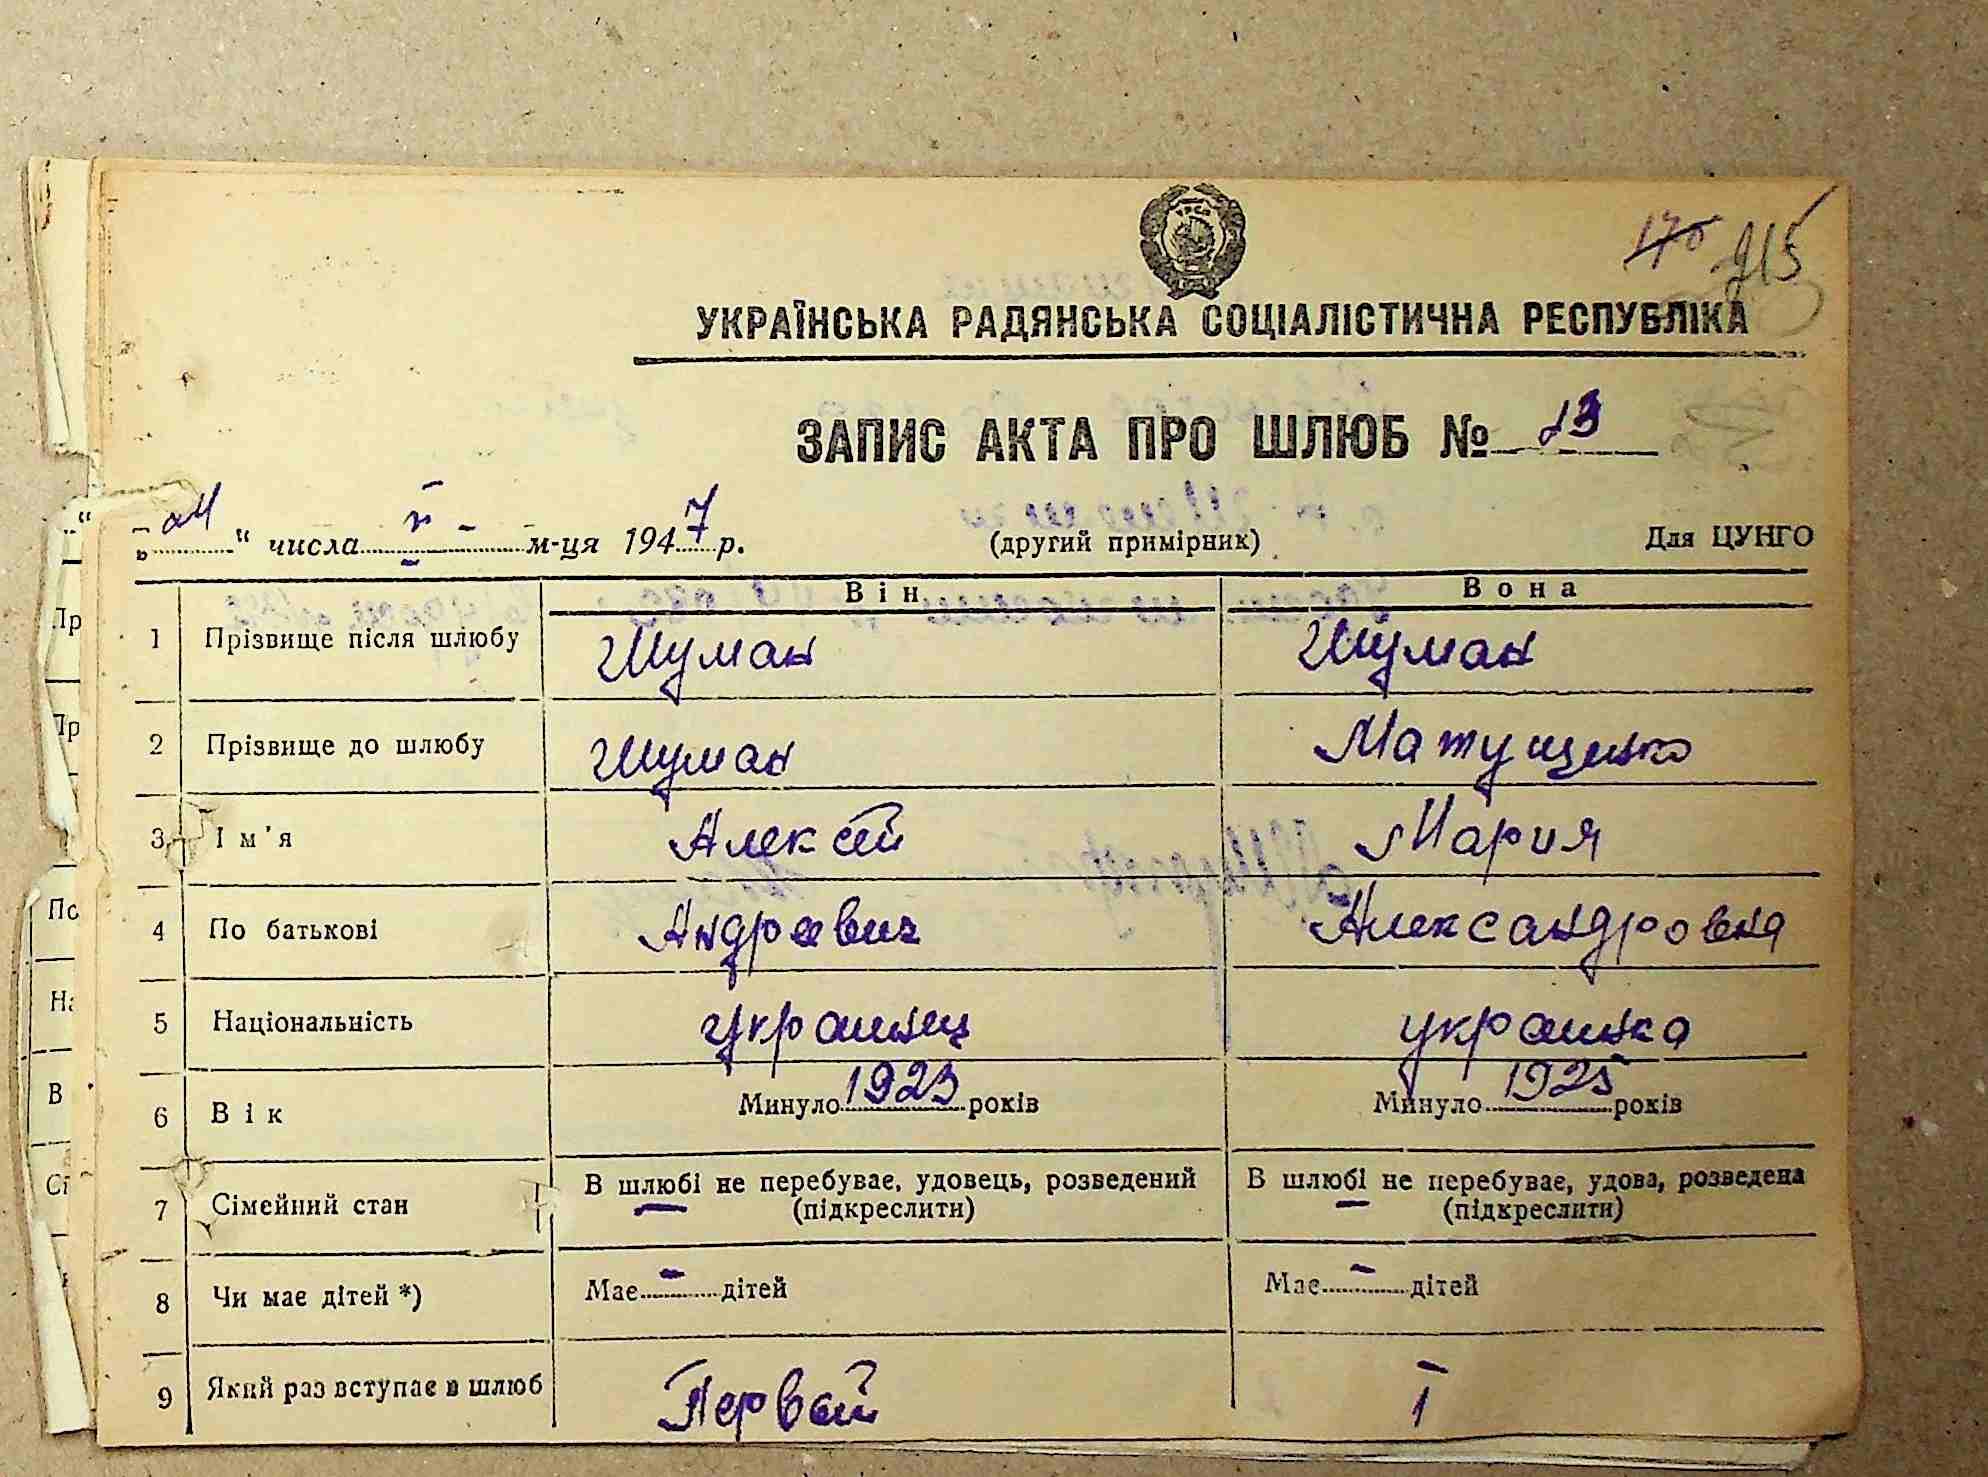 215
УКРАЇНСЬКА РАДЯНСЬКА СОЦІАЛІСТИЧНА РЕСПУБЛІКА
ЗАПИС АКТА ПРО ШЛЮБ № 13
„ “ числа м-ця 1947 р. (другий примірник) Для ЦУНГО
Він Вона
1 Прізвище після шлюбу Шуман Шуман
2 Прізвище до шлюбу Шуман Матущенко
3 Ім'я Алексей Мария
4 По батькові Андреевич Александровна
5 Національність украинец украинка
6 Вік Минуло 1923 років Минуло 1925 років
7 Сімейний стан В шлюбі не перебуває, удовець, розведений (підкреслити) В шлюбі не перебуває, удова, розведена (підкреслити)
8 Чи має дітей *) Має – дітей Має – дітей
9 Який раз вступає в шлюб Первый I